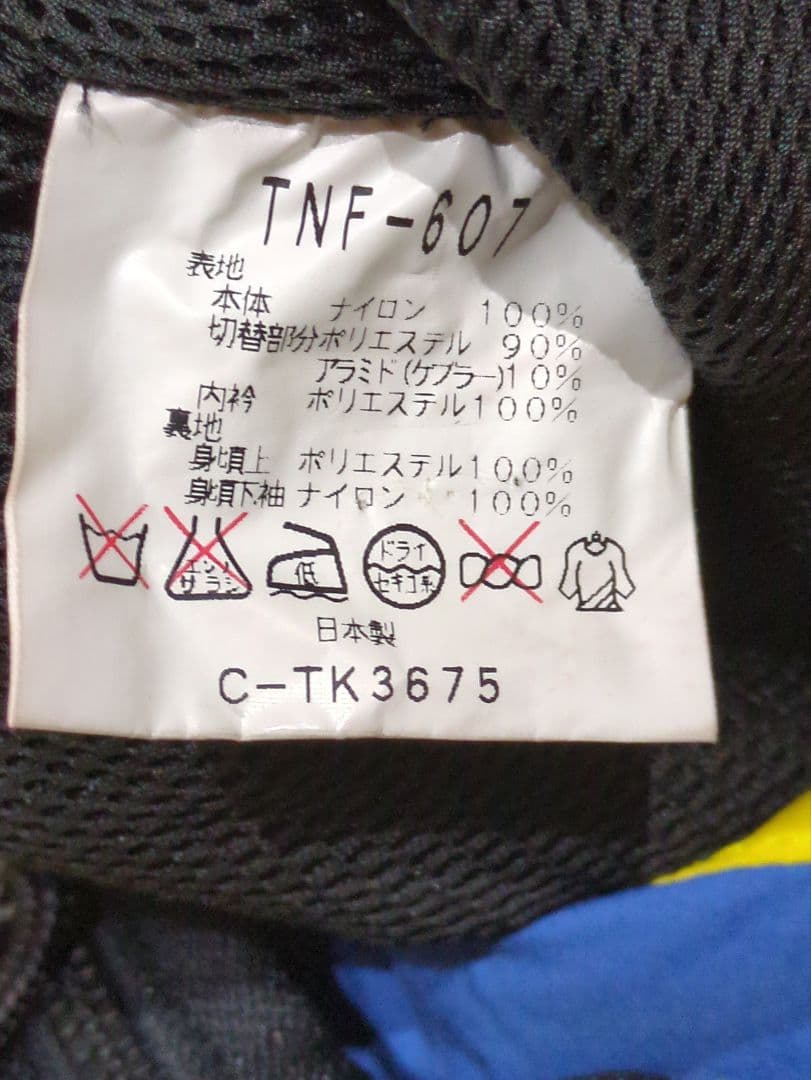 TNF-607
表地
本体 ナイロン 100%
切替部分ポリエステル 90%
アラミド(ケブラー)10%
内衿 ポリエステル100%
裏地
身頃上 ポリエステル100%
身頃下.袖 ナイロン 100%
エンソ サラシ 低 ドライ セキユ系
日本製
C-TK3675